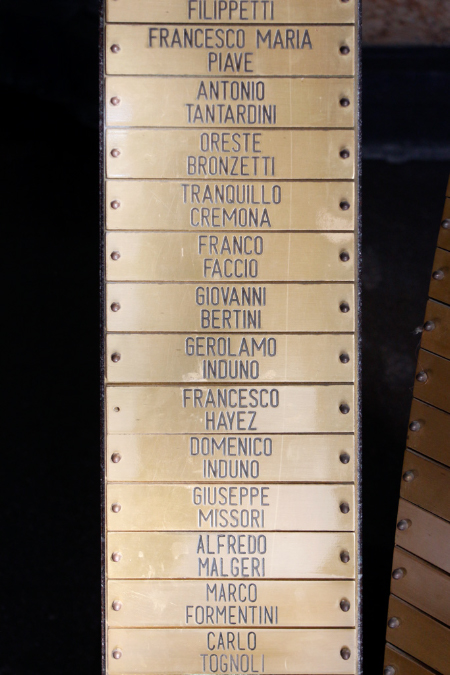 FILIPPETTI
FRANCESCO MARIA
PIAVE
ANTONIO
TANTARDINI
ORESTE
BRONZETTI
TRANQUILLO
CREMONA
FRANCO
FACCIO
GIOVANNI
BERTINI
GEROLAMO
INDUNO
FRANCESCO
HAYEZ
DOMENICO
INDUNO
GIUSEPPE
MISSORI
ALFREDO
MALGERI
MARCO
FORMENTINI
CARLO
TOGNOLI